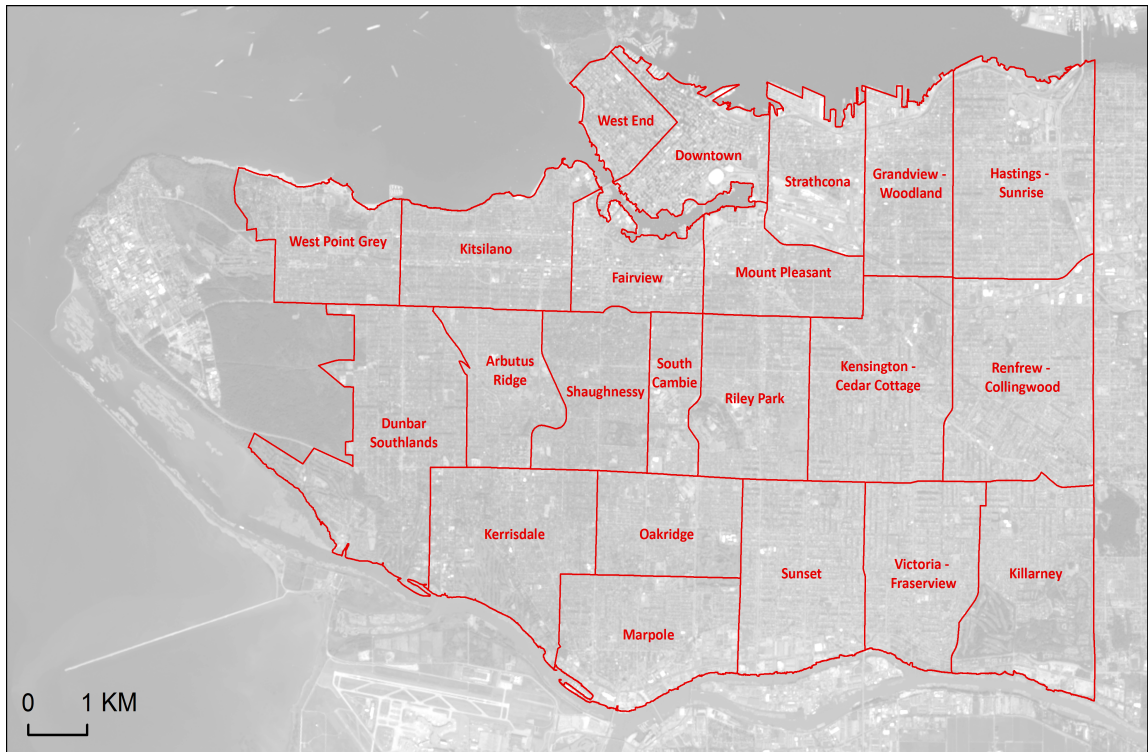 West End
Downtown
Strathcona
Grandview -
Woodland
Hastings -
Sunrise
West Point Grey
Kitsilano
Fairview
Mount Pleasant
Arbutus
Ridge
Shaughnessy
South
Cambie
Riley Park
Kensington -
Cedar Cottage
Renfrew -
Collingwood
Dunbar
Southlands
Kerrisdale
Oakridge
Sunset
Victoria -
Fraserview
Killarney
Marpole
0 1 KM